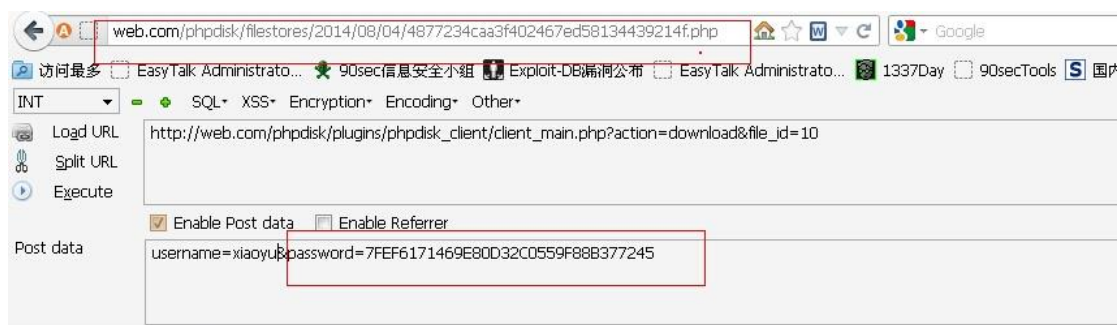 web.com/phpdisk/filestores/2014/08/04/4877234caa3f402467ed58134439214f.php Google
访问最多 EasyTalk Administrato... 90sec信息安全小组 Exploit-DB漏洞公布 EasyTalk Administrato... 1337Day 90secTools 国内
INT SQL XSS Encryption Encoding Other
Load URL http://web.com/phpdisk/plugins/phpdisk_client/client_main.php?action=download&file_id=10
Split URL
Execute
Enable Post data Enable Referrer
Post data username=xiaoyu&password=7FEF6171469E80D32C0559F88B377245